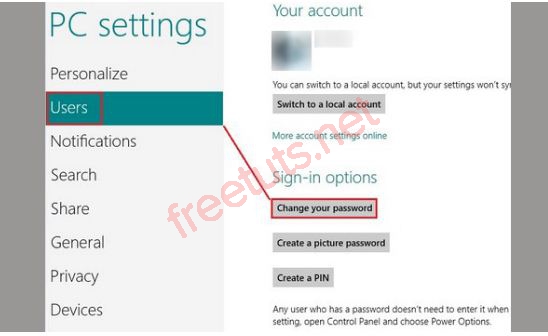 PC settings
Personalize
Users
Notifications
Search
Share
General
Privacy
Devices
Your account
You can switch to a local account, but your settings won't sy
Switch to a local account
More account settings online
Sign-in options
Change your password
Create a picture password
Create a PIN
Any user who has a password doesn't need to enter it when
setting, open Control Panel and choose Power Options.
freetuts.net